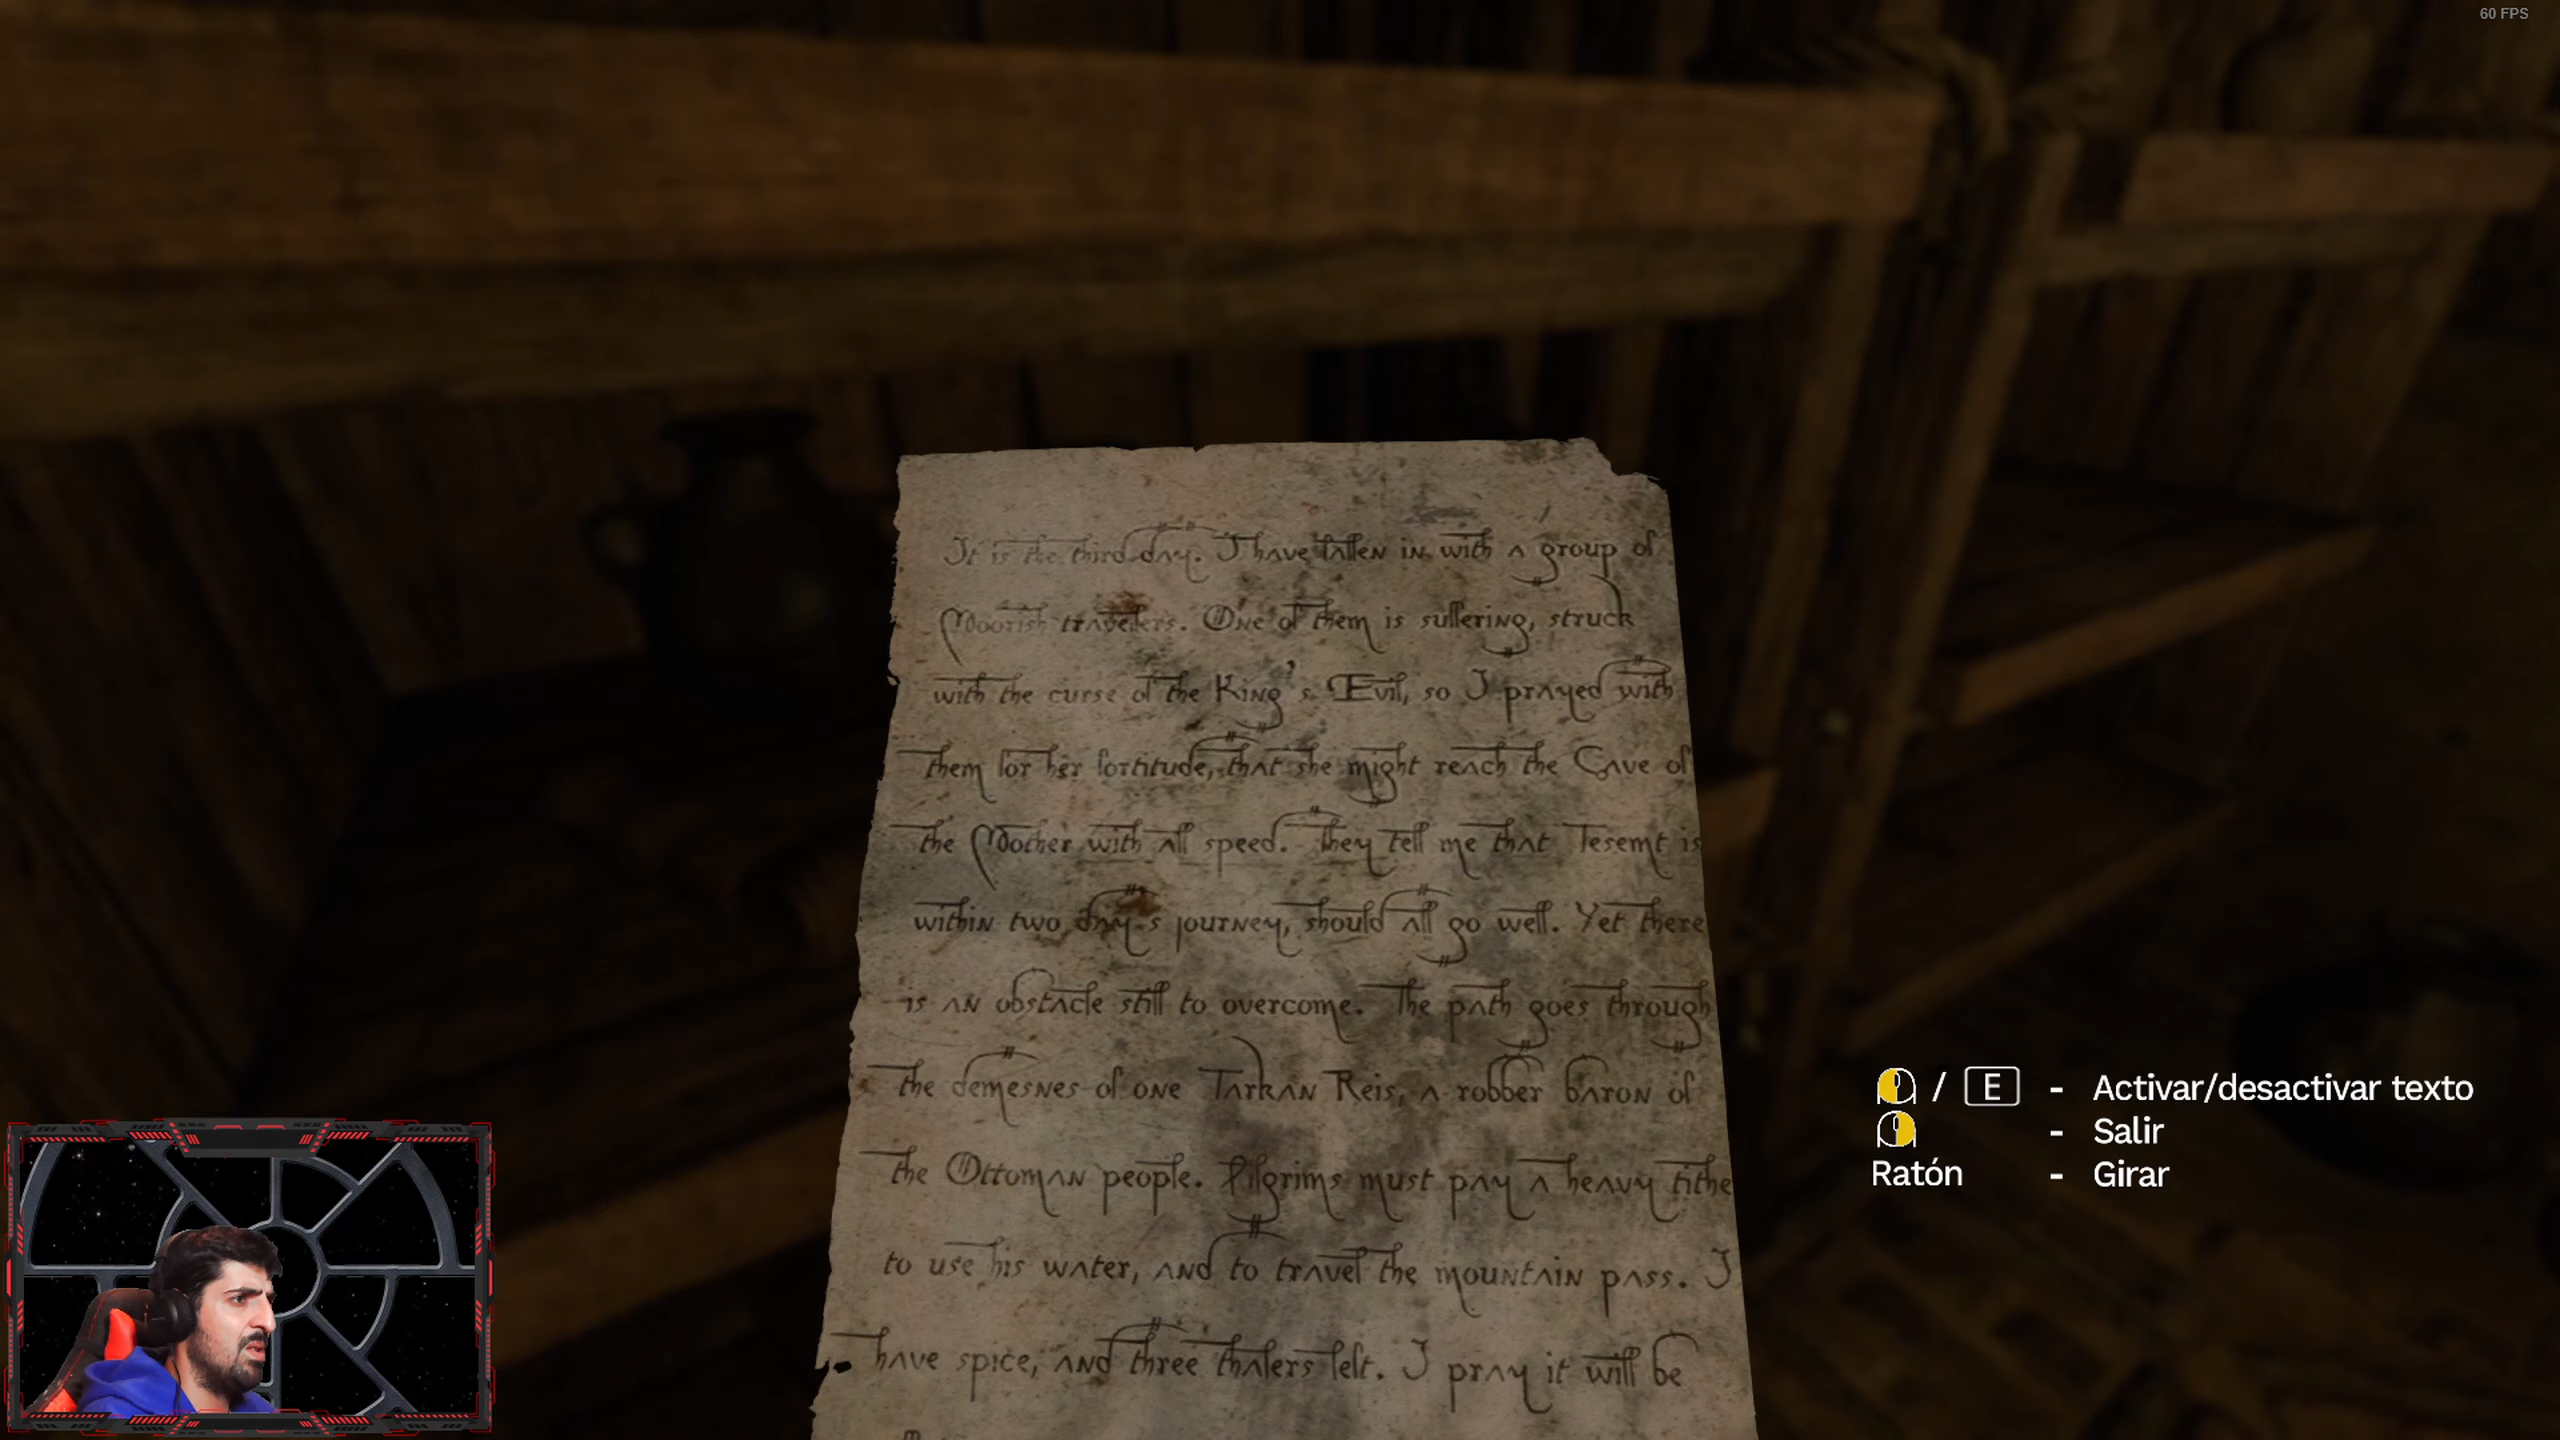 60 FPS
It is the third day. I have fallen in with a group of
Moorish travelers. One of them is suffering, struck
with the curse of the King's Evil, so I prayed with
them for her fortitude, that she might reach the Cave of
the Mother with all speed. They tell me that Tesemt is
within two day's journey, should all go well. Yet there
is an obstacle still to overcome. The path goes through
the demesnes of one Tarkan Reis, a robber baron of
the Ottoman people. Pilgrims must pay a heavy tithe
to use his water, and to travel the mountain pass. I
have spice, and three thalers left. I pray it will be
/ E - Activar/desactivar texto
- Salir
Ratón - Girar